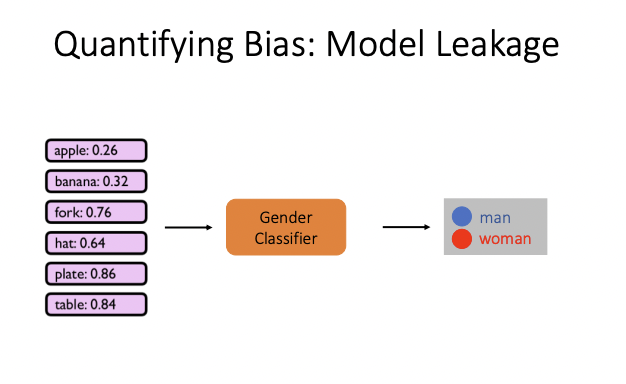 Quantifying Bias: Model Leakage
apple: 0.26
banana: 0.32
fork: 0.76
hat: 0.64
plate: 0.86
table: 0.84
Gender
Classifier
man
woman